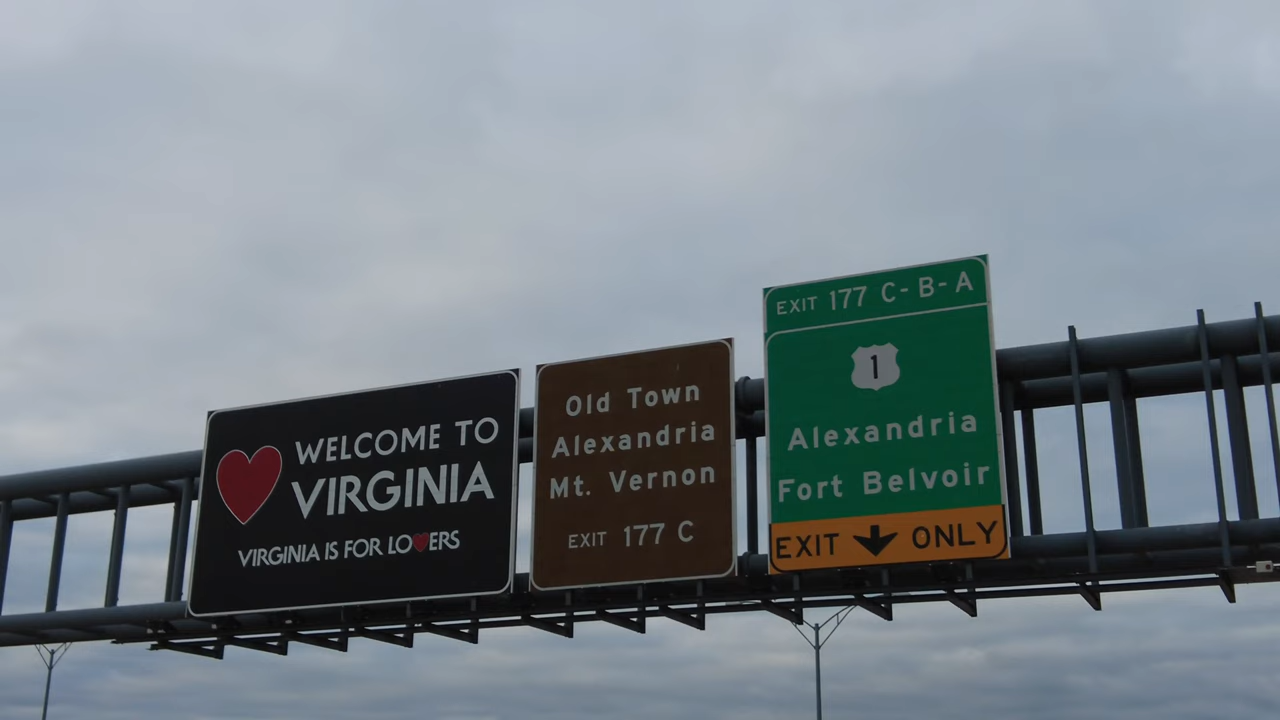 WELCOME TO
VIRGINIA
VIRGINIA IS FOR LOVERS
Old Town
Alexandria
Mt. Vernon
EXIT 177 C
EXIT 177 C-B-A
1
Alexandria
Fort Belvoir
EXIT ONLY